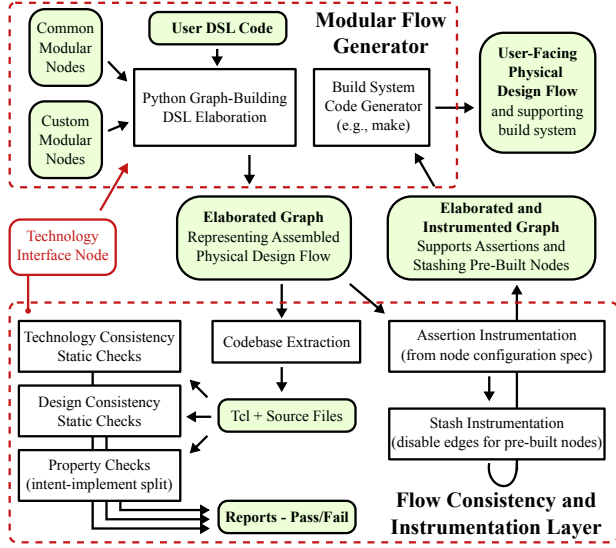 Common
Modular
Nodes
User DSL Code
Modular Flow
Generator
Custom
Modular
Nodes
Python Graph-Building
DSL Elaboration
Build System
Code Generator
(e.g., make)
User-Facing
Physical
Design Flow
and supporting
build system
Technology
Interface Node
Elaborated Graph
Representing Assembled
Physical Design Flow
Elaborated and
Instrumented Graph
Supports Assertions and
Stashing Pre-Built Nodes
Technology Consistency
Static Checks
Codebase Extraction
Assertion Instrumentation
(from node configuration spec)
Design Consistency
Static Checks
Tcl + Source Files
Stash Instrumentation
(disable edges for pre-built nodes)
Property Checks
(intent-implement split)
Reports - Pass/Fail
Flow Consistency and
Instrumentation Layer